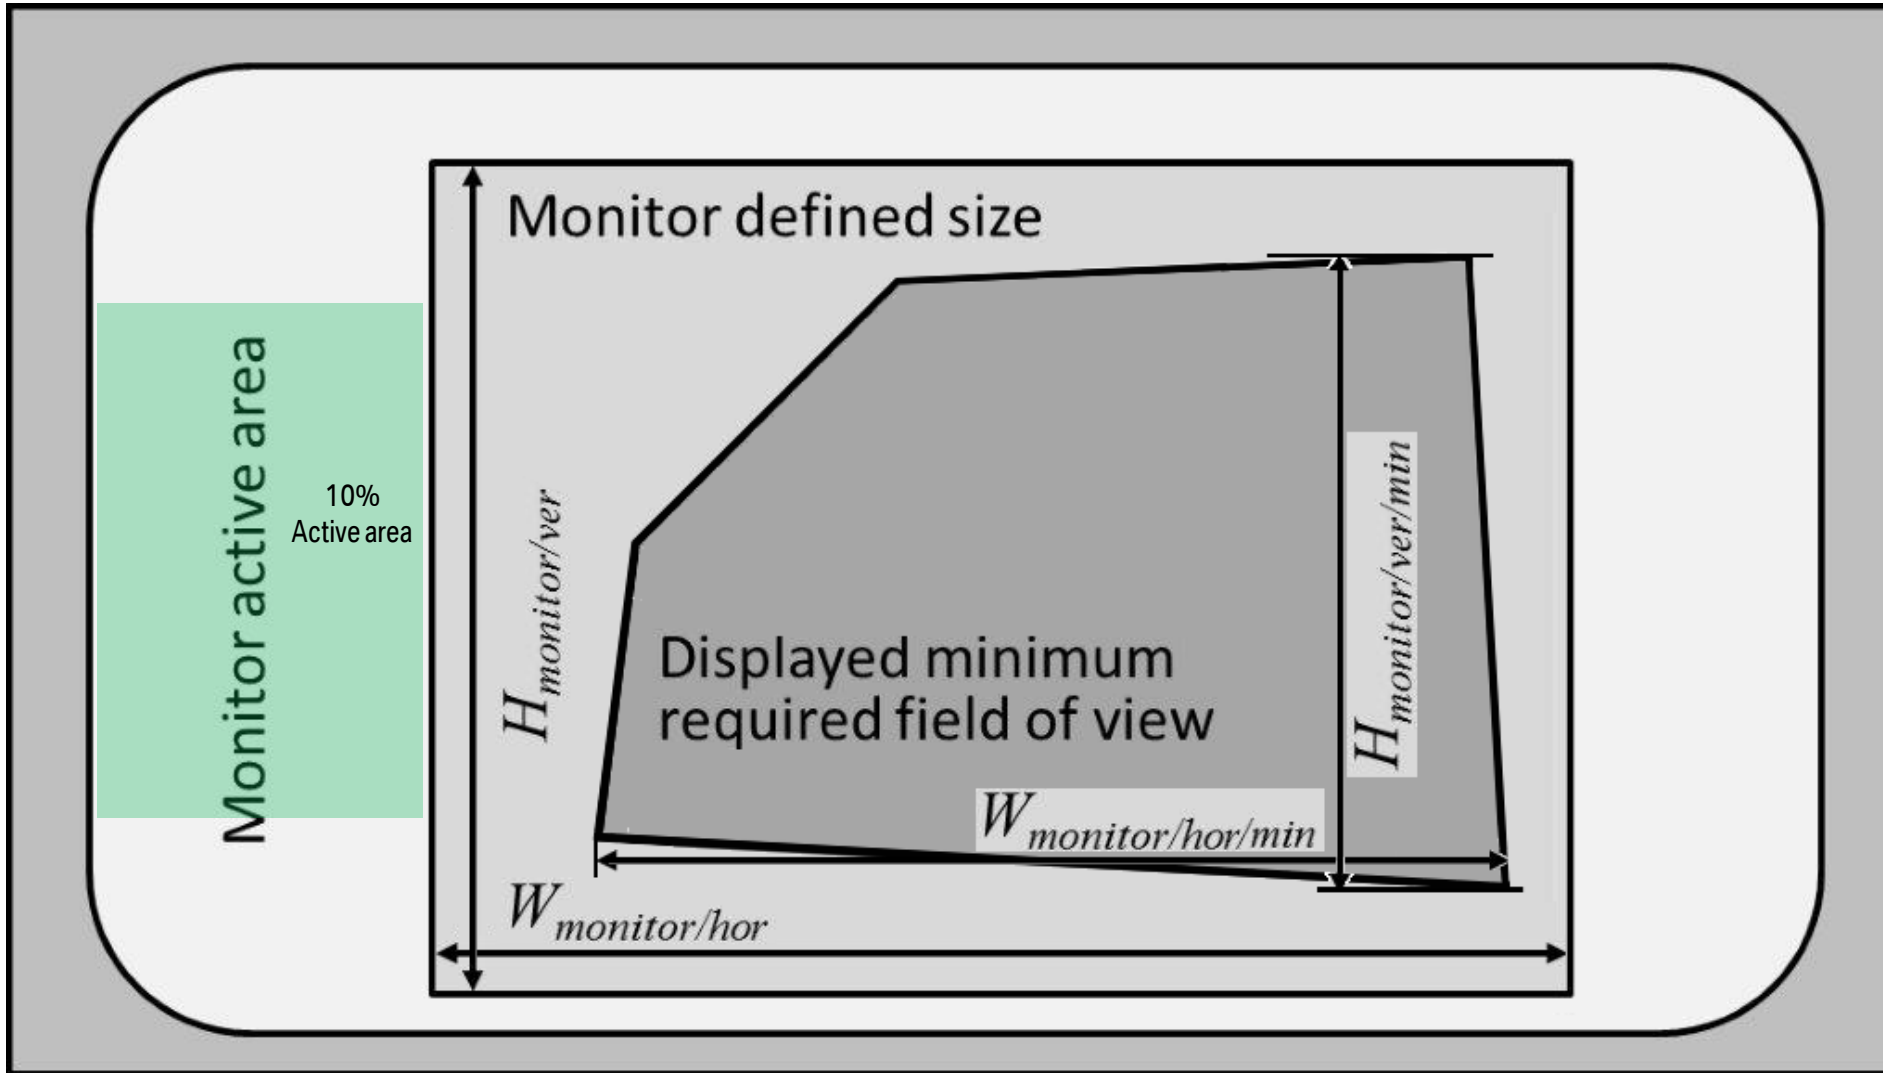 Monitor defined size
Monitor active area
10%
Active area
H monitor/ver
H monitor/ver/min
Displayed minimum
required field of view
W monitor/hor/min
W monitor/hor